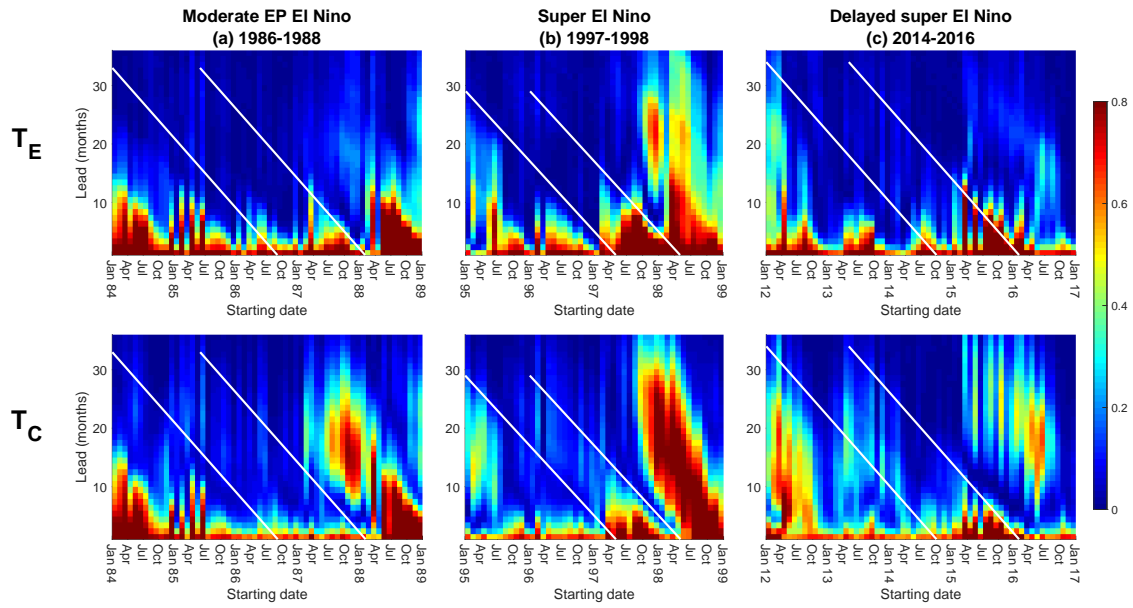 Moderate EP El Nino
(a) 1986-1988
Super El Nino
(b) 1997-1998
Delayed super El Nino
(c) 2014-2016
T_E
Lead (months)
30
20
10
Jan 84
Apr
Jul
Oct
Jan 85
Apr
Jul
Oct
Jan 86
Apr
Jul
Oct
Jan 87
Apr
Jul
Oct
Jan 88
Apr
Jul
Oct
Jan 89
Starting date
30
20
10
Jan 95
Apr
Jul
Oct
Jan 96
Apr
Jul
Oct
Jan 97
Apr
Jul
Oct
Jan 98
Apr
Jul
Oct
Jan 99
Starting date
30
20
10
Jan 12
Apr
Jul
Oct
Jan 13
Apr
Jul
Oct
Jan 14
Apr
Jul
Oct
Jan 15
Apr
Jul
Oct
Jan 16
Apr
Jul
Oct
Jan 17
Starting date
0.8
0.6
0.4
0.2
0
T_C
Lead (months)
30
20
10
Jan 84
Apr
Jul
Oct
Jan 85
Apr
Jul
Oct
Jan 86
Apr
Jul
Oct
Jan 87
Apr
Jul
Oct
Jan 88
Apr
Jul
Oct
Jan 89
Starting date
30
20
10
Jan 95
Apr
Jul
Oct
Jan 96
Apr
Jul
Oct
Jan 97
Apr
Jul
Oct
Jan 98
Apr
Jul
Oct
Jan 99
Starting date
30
20
10
Jan 12
Apr
Jul
Oct
Jan 13
Apr
Jul
Oct
Jan 14
Apr
Jul
Oct
Jan 15
Apr
Jul
Oct
Jan 16
Apr
Jul
Oct
Jan 17
Starting date